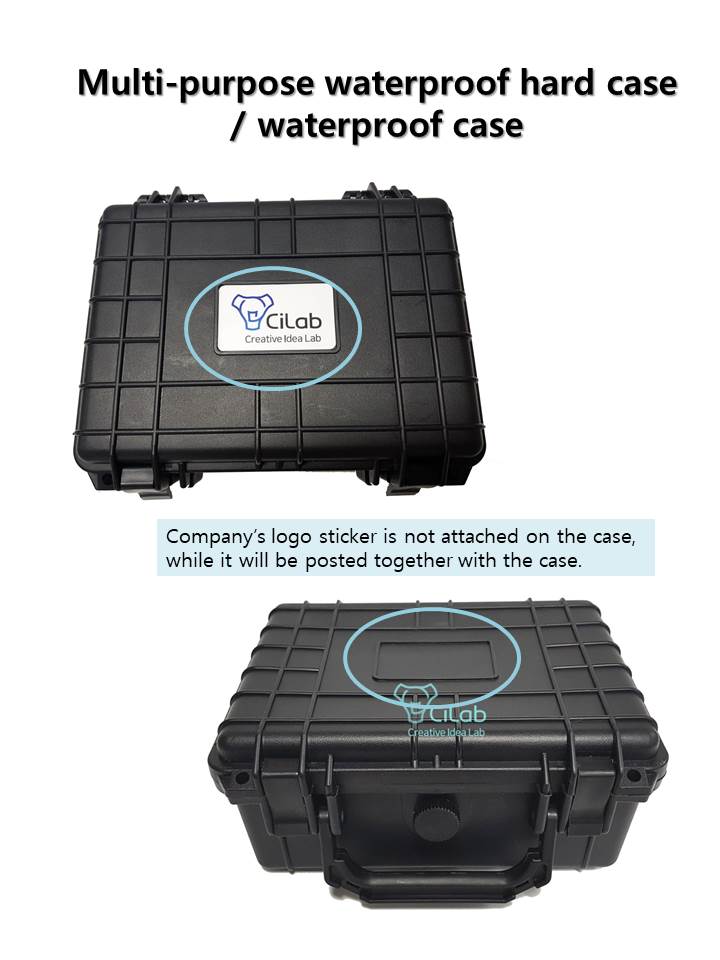 Multi-purpose waterproof hard case
/ waterproof case
CiLab
Creative Idea Lab
Company's logo sticker is not attached on the case,
while it will be posted together with the case.
CiLab
Creative Idea Lab